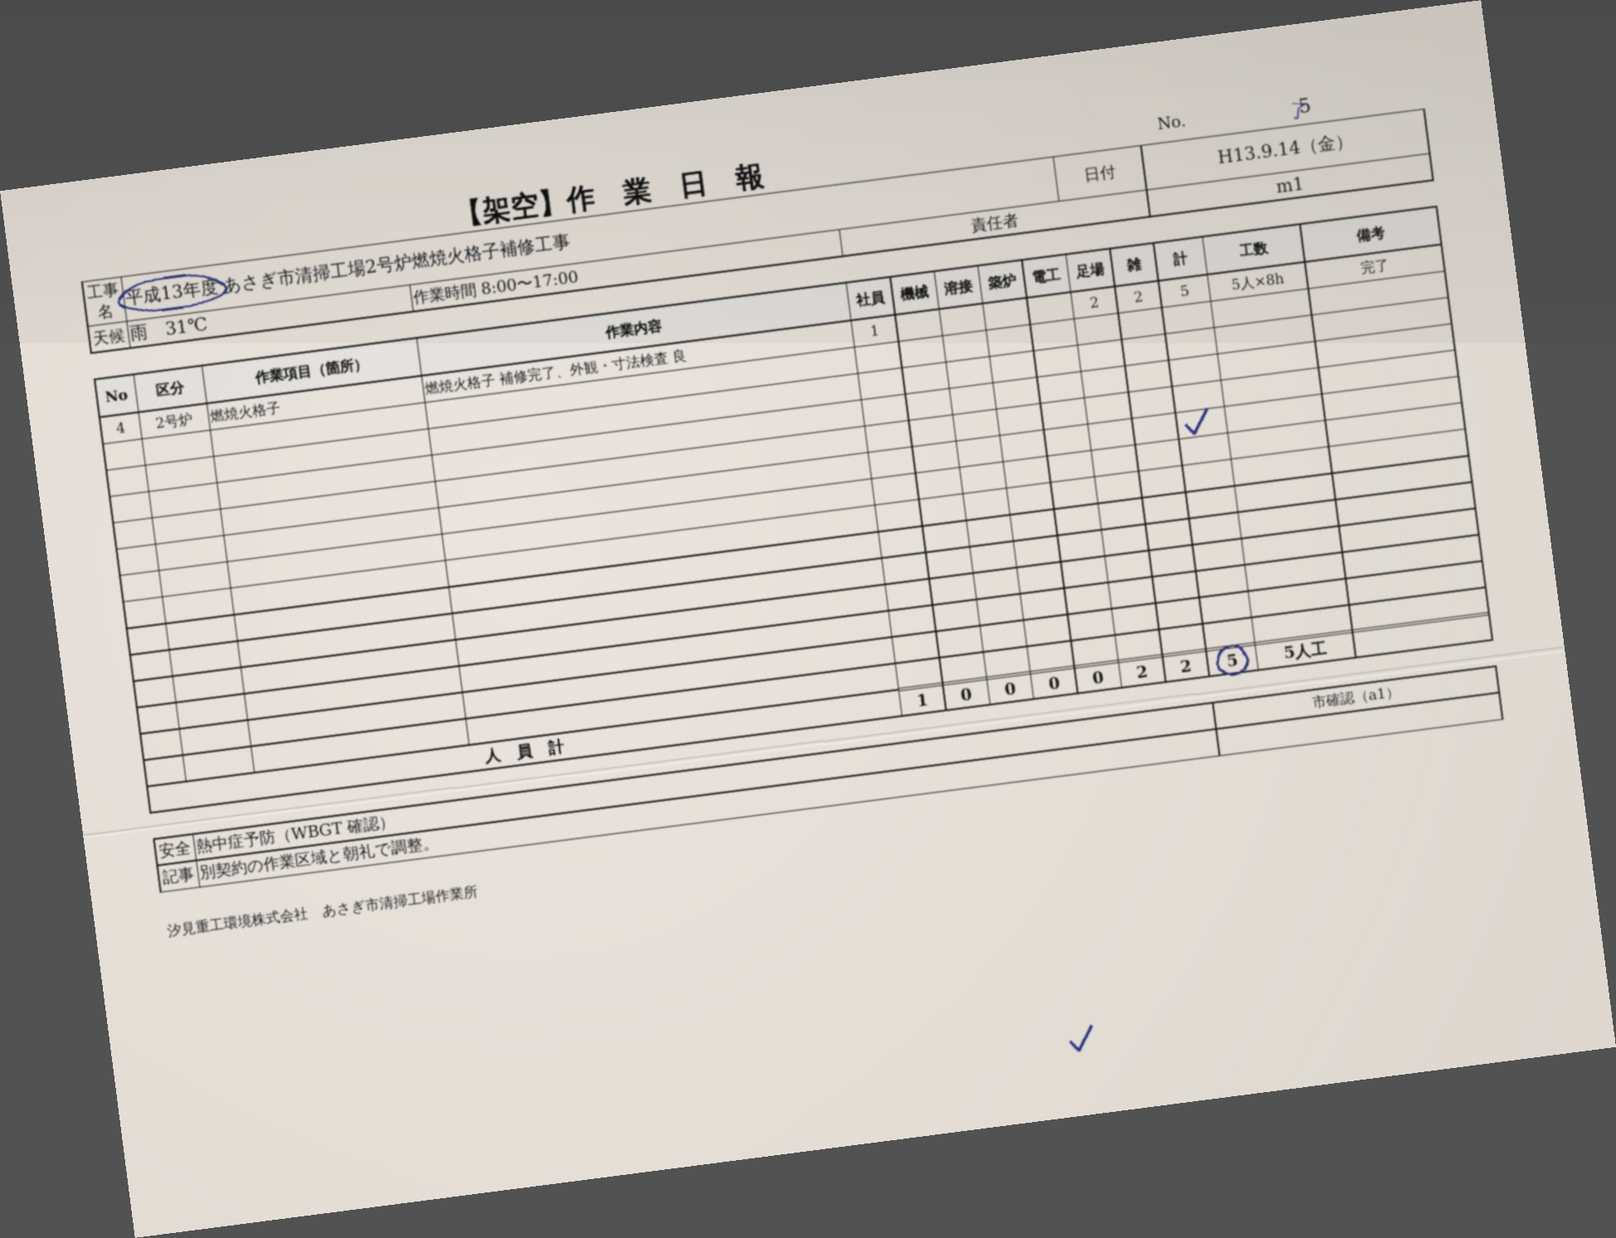 No. 5
【架空】作 業 日 報
工事名 平成13年度 あさぎ市清掃工場2号炉燃焼火格子補修工事 日付 H13.9.14（金）
天候 雨 31℃ 作業時間 8:00〜17:00 責任者 m1
No 区分 作業項目（箇所） 作業内容 社員 機械 溶接 築炉 電工 足場 雑 計 工数 備考
4 2号炉 燃焼火格子 燃焼火格子 補修完了、外観・寸法検査 良 1 2 2 5 5人×8h 完了
人 員 計 1 0 0 0 0 2 2 5 5人工
安全 熱中症予防（WBGT 確認） 市確認（a1）
記事 別契約の作業区域と朝礼で調整。
汐見重工環境株式会社 あさぎ市清掃工場作業所